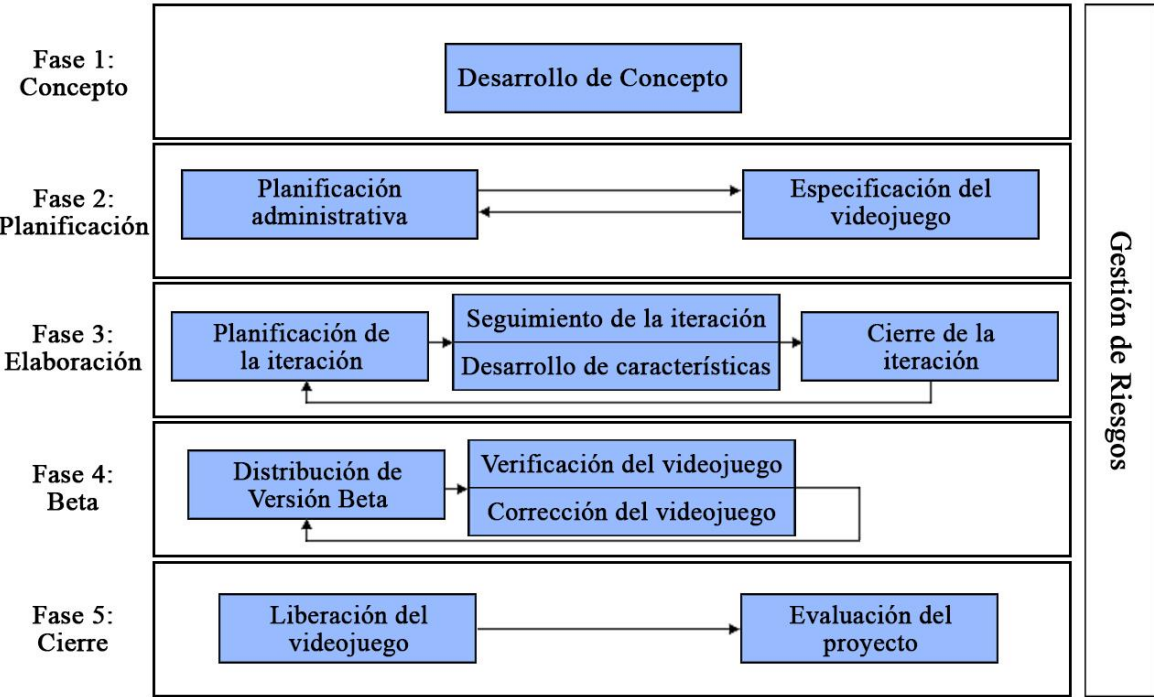 Fase 1:
Concepto
Desarrollo de Concepto
Fase 2:
Planificación
Planificación
administrativa
Especificación del
videojuego
Fase 3:
Elaboración
Planificación de
la iteración
Seguimiento de la iteración
Desarrollo de características
Cierre de la
iteración
Fase 4:
Beta
Distribución de
Versión Beta
Verificación del videojuego
Corrección del videojuego
Fase 5:
Cierre
Liberación del
videojuego
Evaluación del
proyecto
Gestión de Riesgos